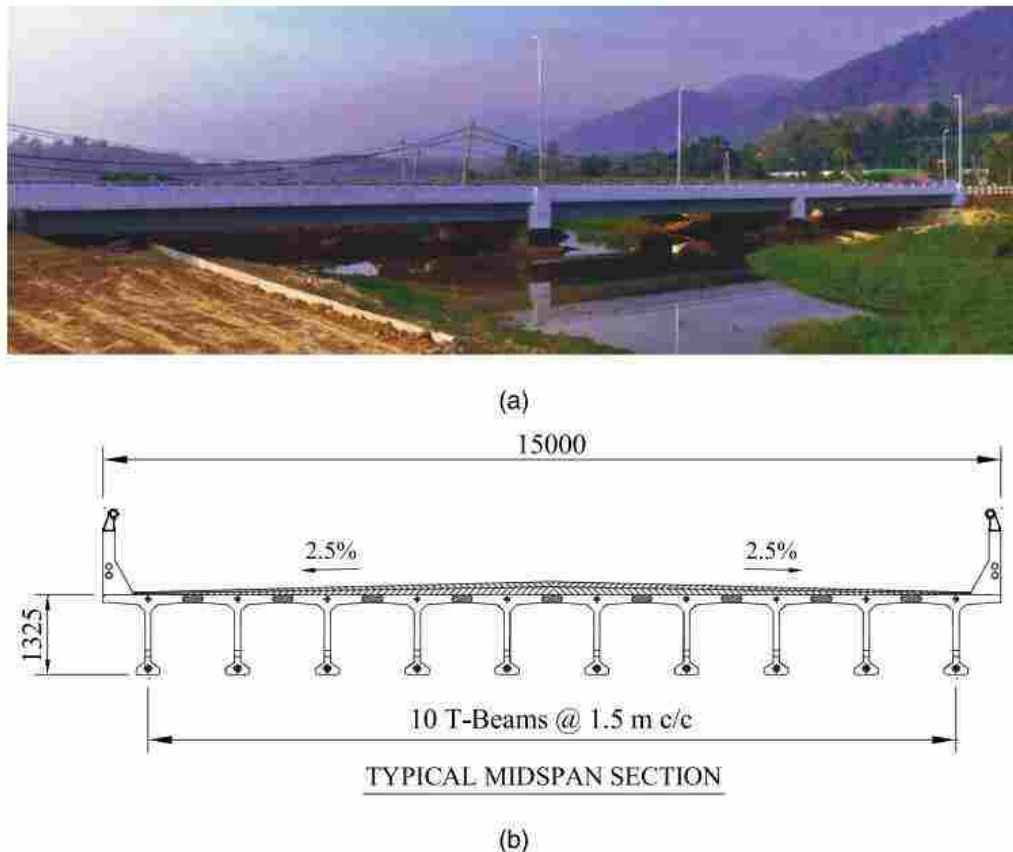 (a)
15000
2.5% 2.5%
1325
10 T-Beams @ 1.5 m c/c
TYPICAL MIDSPAN SECTION
(b)